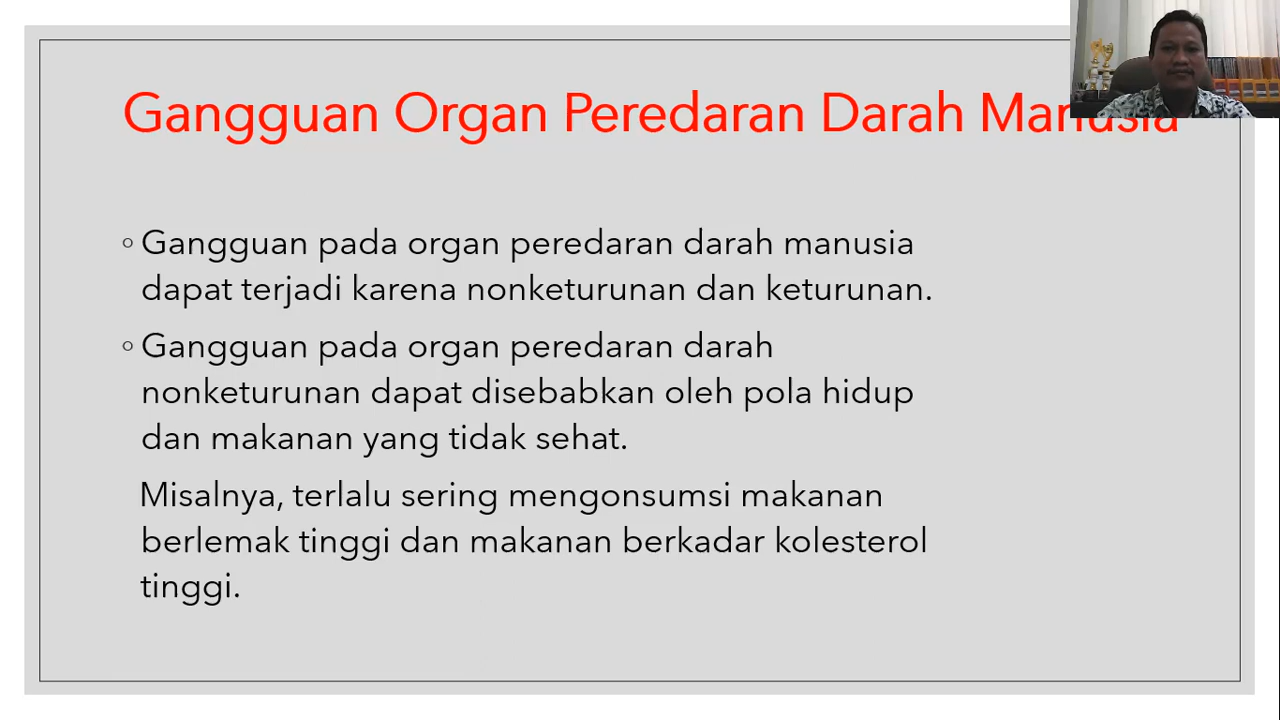 Gangguan Organ Peredaran Darah Manusia
Gangguan pada organ peredaran darah manusia
dapat terjadi karena nonketurunan dan keturunan.
Gangguan pada organ peredaran darah
nonketurunan dapat disebabkan oleh pola hidup
dan makanan yang tidak sehat.
Misalnya, terlalu sering mengonsumsi makanan
berlemak tinggi dan makanan berkadar kolesterol
tinggi.